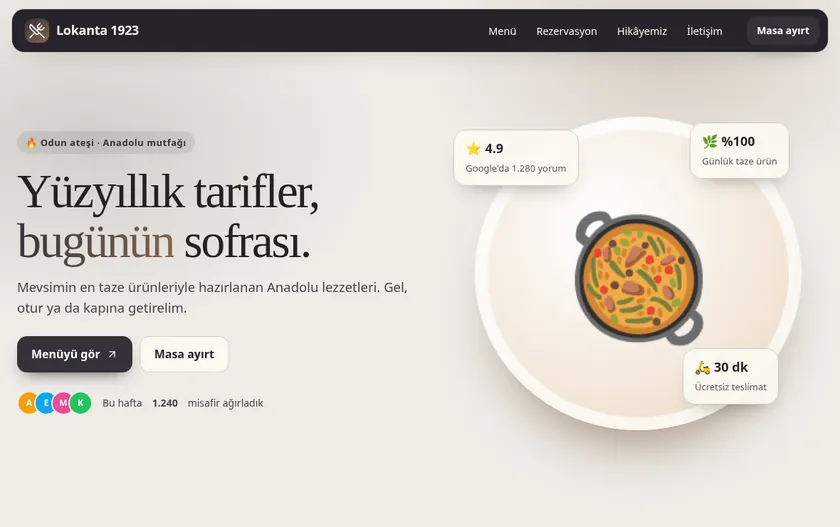 Lokanta 1923
Menü
Rezervasyon
Hikâyemiz
İletişim
Masa ayırt
🔥 Odun ateşi · Anadolu mutfağı
Yüzyıllık tarifler,
bugünün sofrası.
Mevsimin en taze ürünleriyle hazırlanan Anadolu lezzetleri. Gel,
otur ya da kapına getirelim.
Menüyü gör
Masa ayırt
A E M K
Bu hafta 1.240 misafir ağırladık
⭐ 4.9
Google'da 1.280 yorum
🌿 %100
Günlük taze ürün
🛵 30 dk
Ücretsiz teslimat